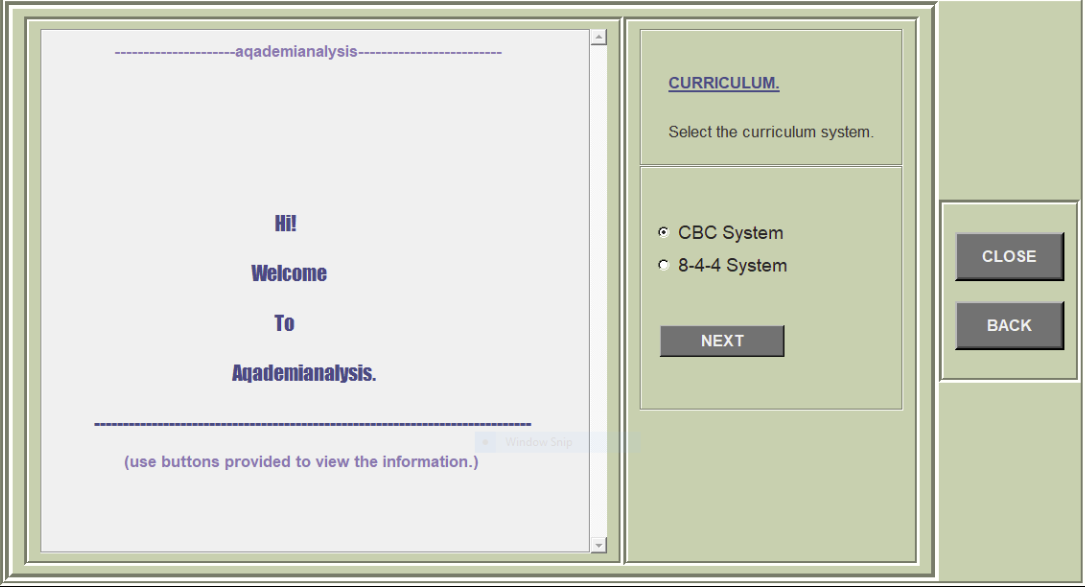 --------------------aqademianalysis------------------------
Hi!
Welcome
To
Aqademianalysis.
--------------------------------------------------------------------------
(use buttons provided to view the information.)
Window Snip
CURRICULUM.
Select the curriculum system.
CBC System
8-4-4 System
NEXT
CLOSE
BACK